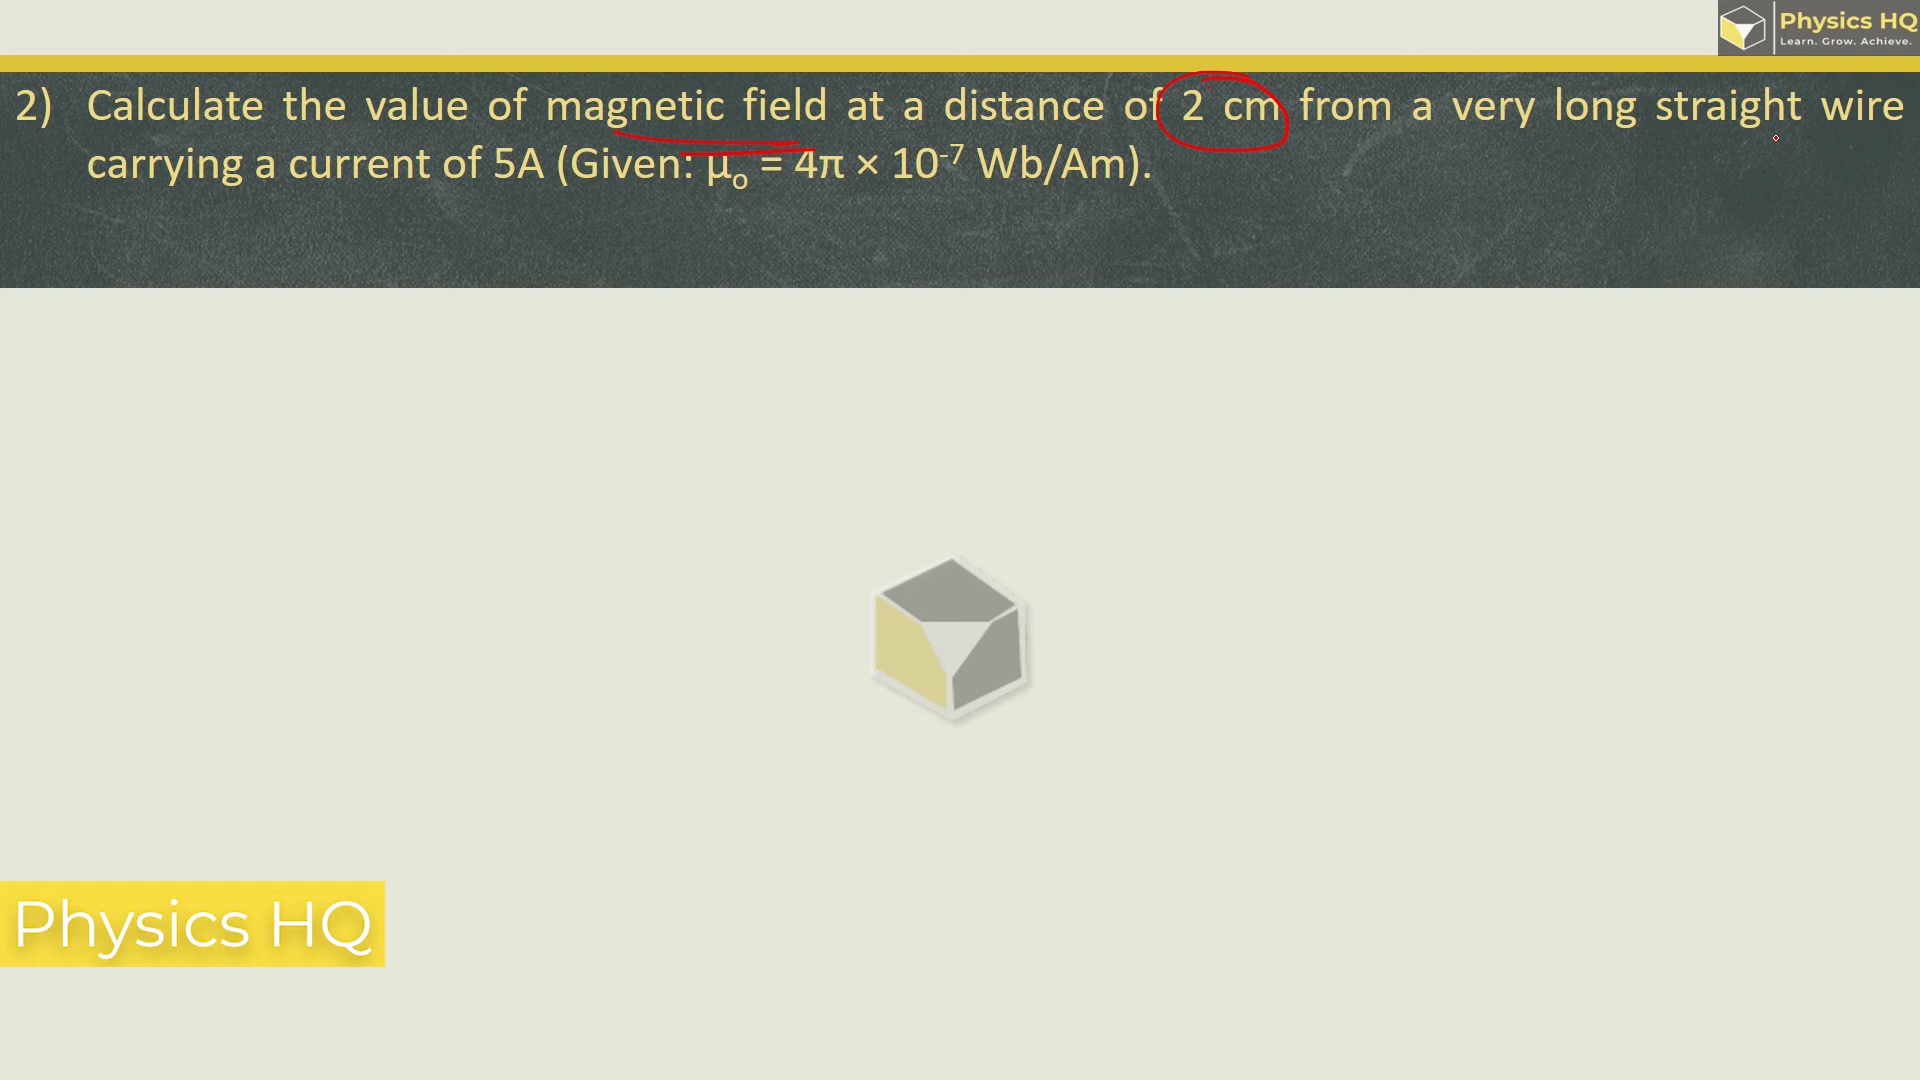 Physics HQ
Learn. Grow. Achieve.
2) Calculate the value of magnetic field at a distance of 2 cm from a very long straight wire
carrying a current of 5A (Given: μₒ = 4π × 10⁻⁷ Wb/Am).
Physics HQ